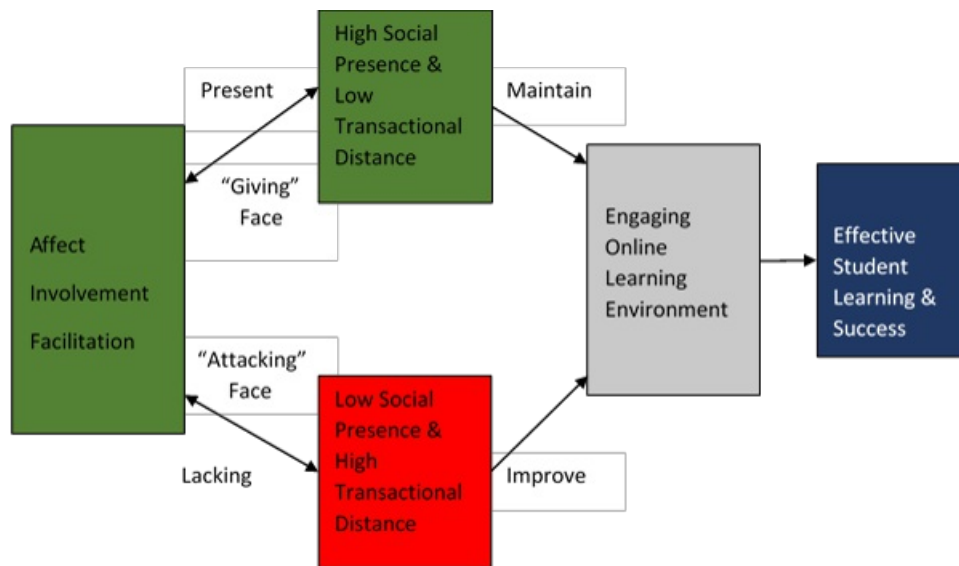 Affect
Involvement
Facilitation
Present
“Giving”
Face
“Attacking”
Face
Lacking
High Social
Presence &
Low
Transactional
Distance
Low Social
Presence &
High
Transactional
Distance
Maintain
Improve
Engaging
Online
Learning
Environment
Effective
Student
Learning &
Success